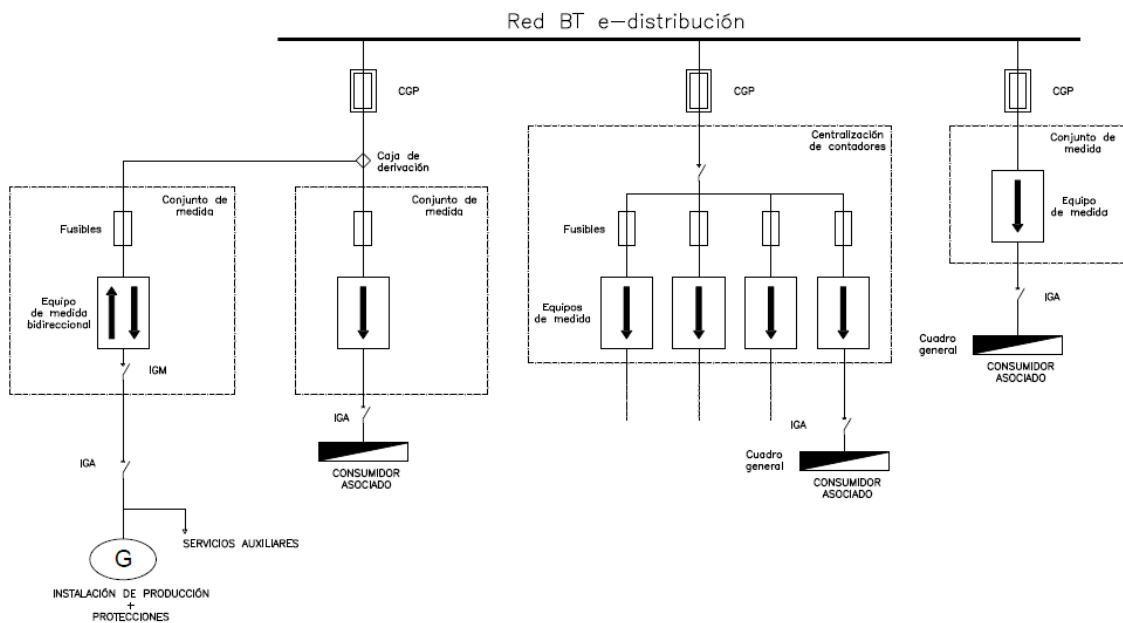 Red BT e-distribución
CGP
CGP
CGP
Caja de
derivación
Centralización
de contadores
Conjunto de
medida
Conjunto de
medida
Conjunto de
medida
Fusibles
Fusibles
Equipo
de medida
Equipo
de medida
bidireccional
Equipos
de medida
IGM
IGA
IGA
IGA
IGA
Cuadro
general
CONSUMIDOR
ASOCIADO
CONSUMIDOR
ASOCIADO
Cuadro
general
CONSUMIDOR
ASOCIADO
SERVICIOS AUXILIARES
G
INSTALACIÓN DE PRODUCCIÓN
+
PROTECCIONES